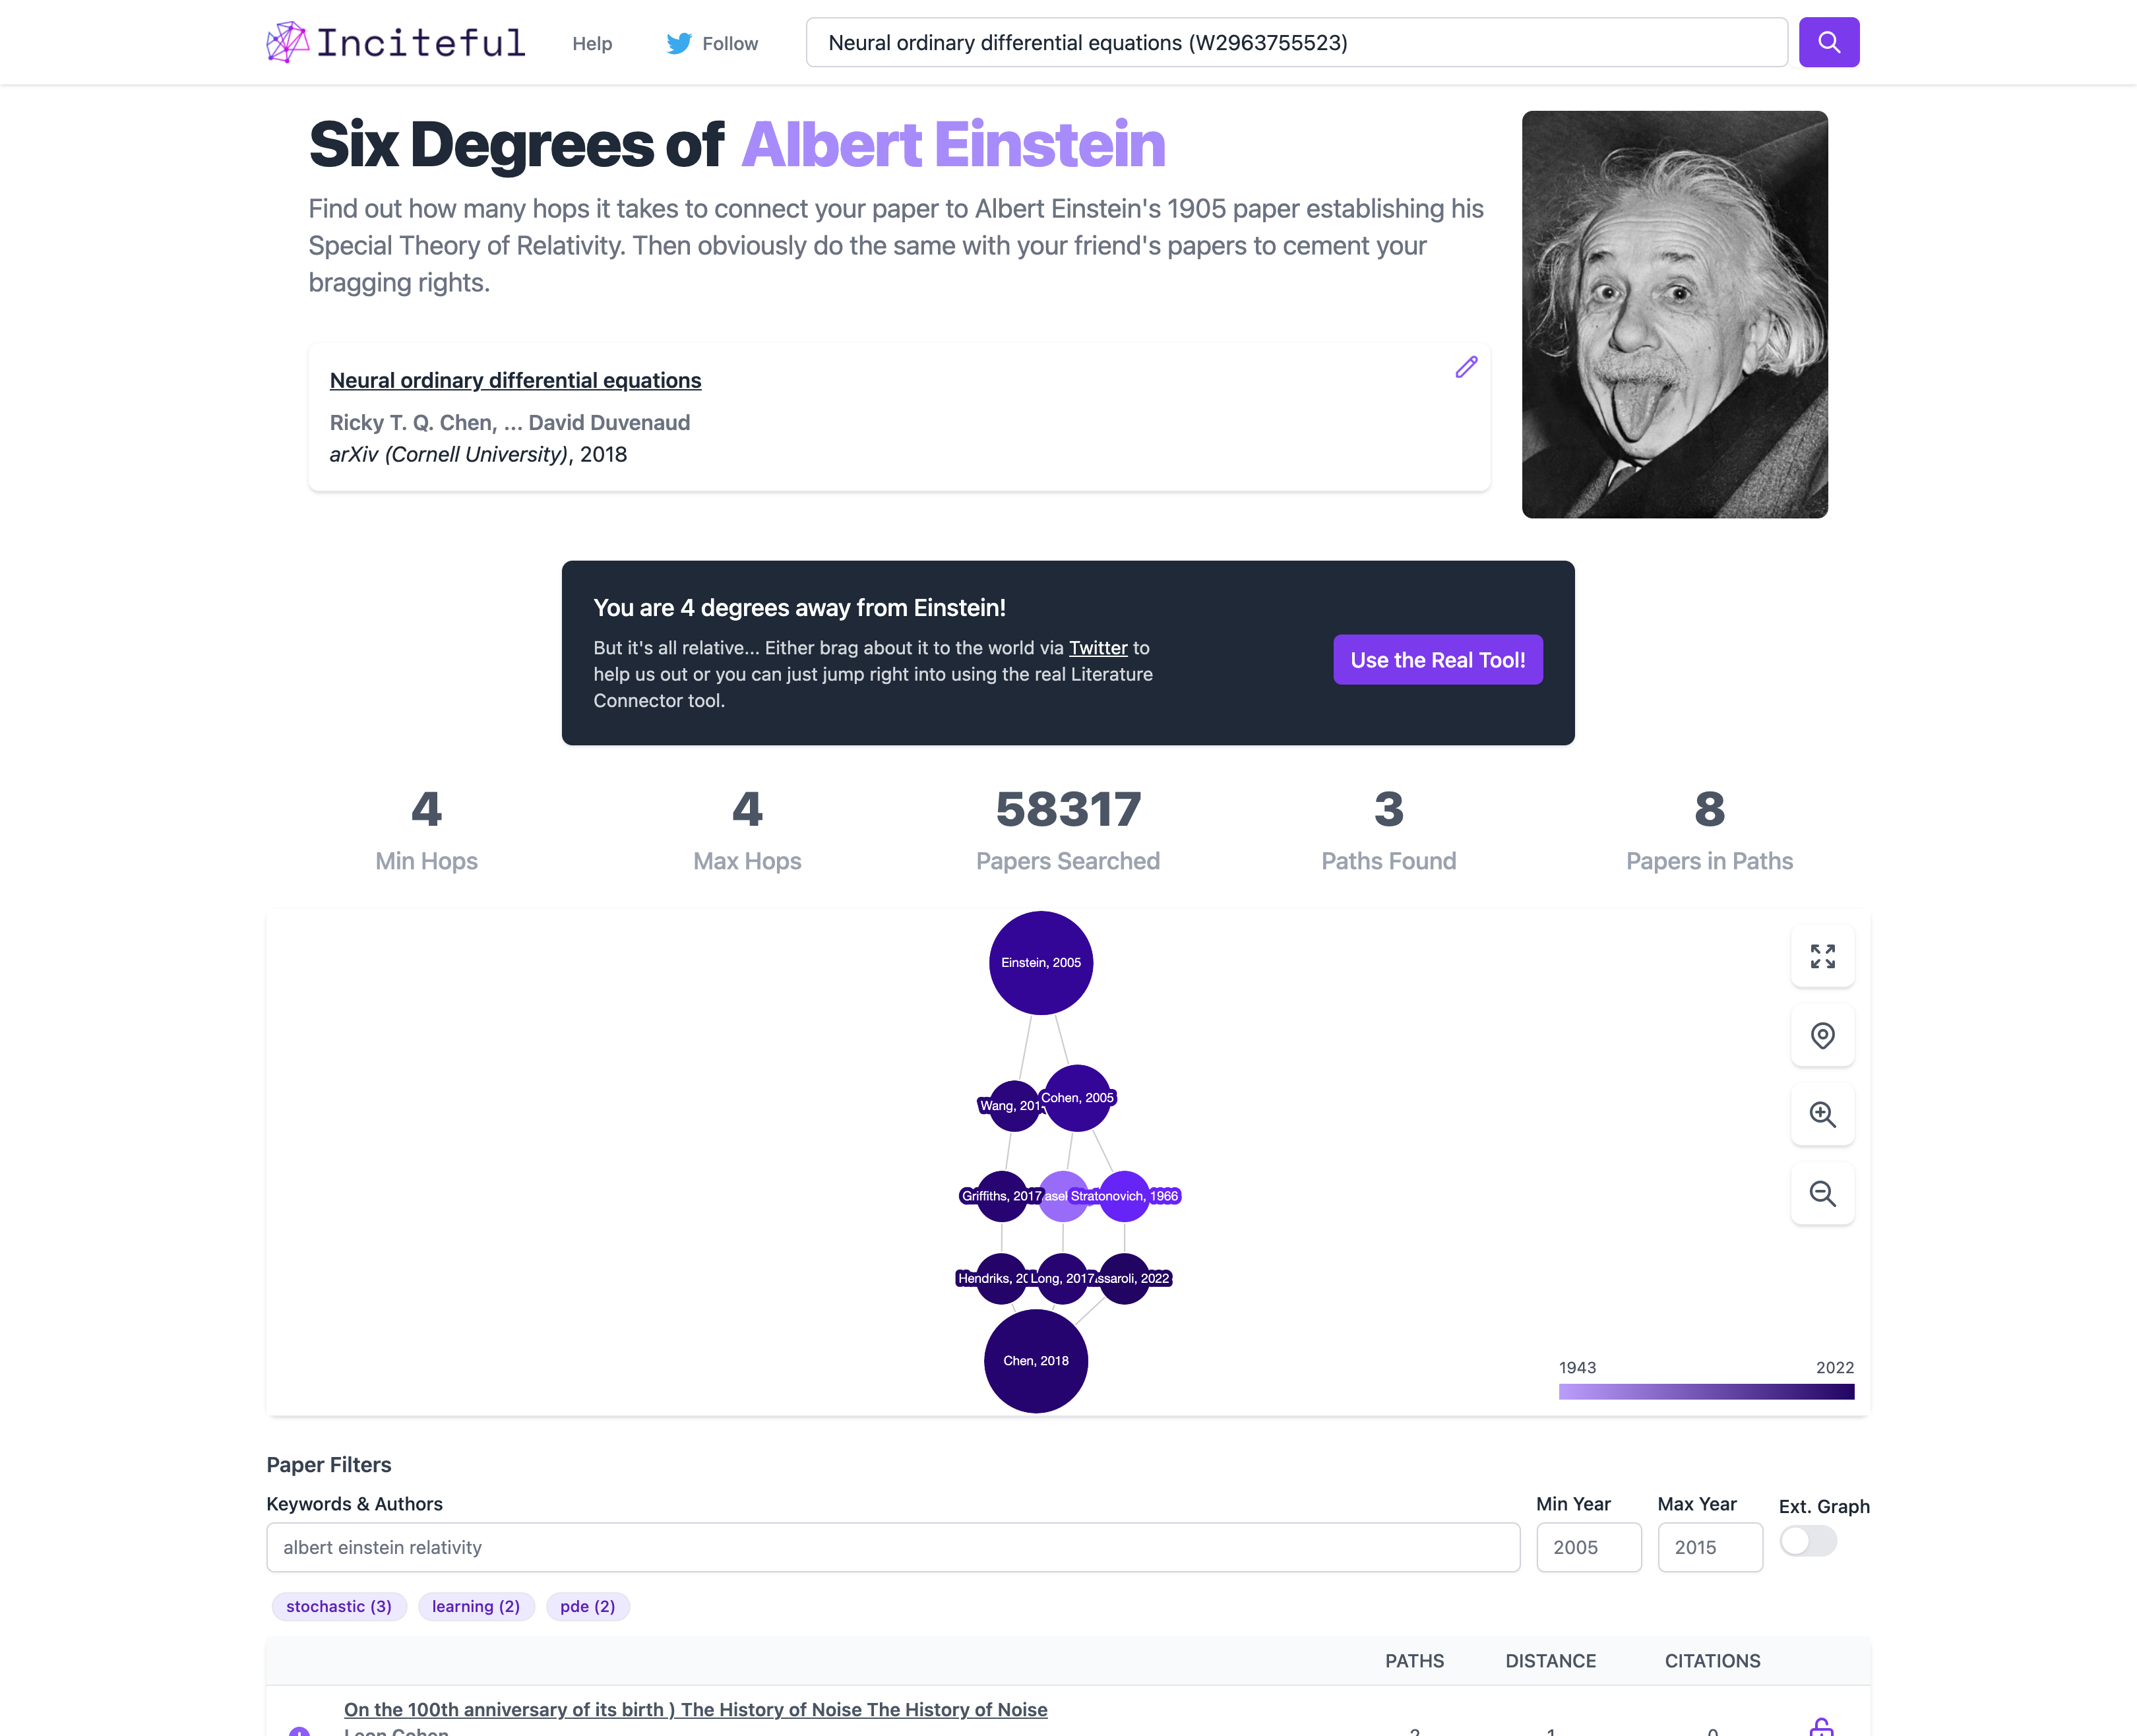 Inciteful
Help
Follow
Neural ordinary differential equations (W2963755523)
Six Degrees of Albert Einstein
Find out how many hops it takes to connect your paper to Albert Einstein's 1905 paper establishing his
Special Theory of Relativity. Then obviously do the same with your friend's papers to cement your
bragging rights.
Neural ordinary differential equations
Ricky T. Q. Chen, ... David Duvenaud
arXiv (Cornell University), 2018
You are 4 degrees away from Einstein!
But it's all relative... Either brag about it to the world via Twitter to
help us out or you can just jump right into using the real Literature
Connector tool.
Use the Real Tool!
4
Min Hops
4
Max Hops
58317
Papers Searched
3
Paths Found
8
Papers in Paths
Einstein, 2005
Wang, 201
Cohen, 2005
Griffiths, 2017
Stratonovich, 1966
Hendriks, 20
Long, 2017
ssaroli, 2022
Chen, 2018
1943
2022
Paper Filters
Keywords & Authors
Min Year
Max Year
Ext. Graph
albert einstein relativity
2005
2015
stochastic (3)
learning (2)
pde (2)
PATHS
DISTANCE
CITATIONS
On the 100th anniversary of its birth ) The History of Noise The History of Noise
Leon Cohen
2
1
0